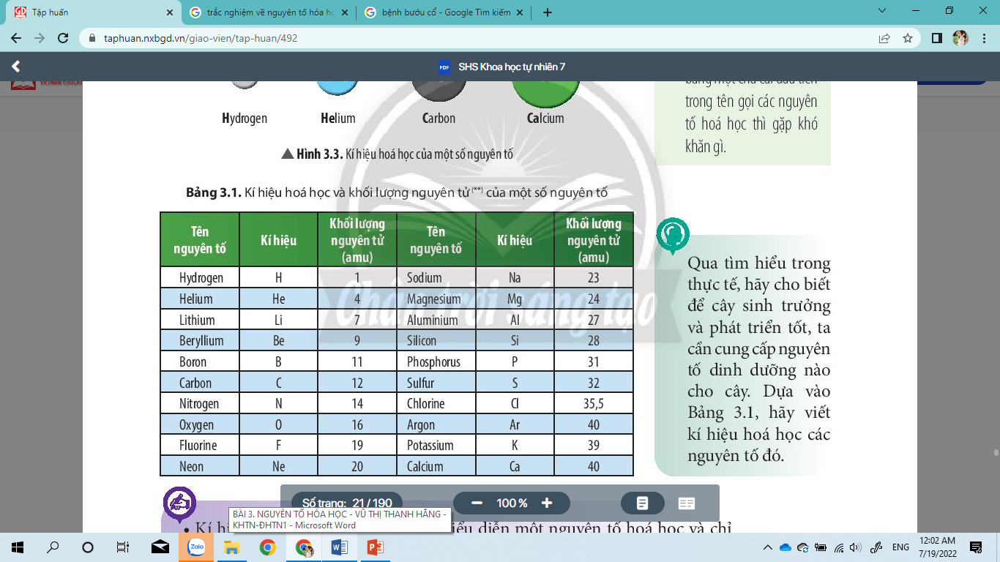 Tập huấn
trắc nghiệm về nguyên tố hóa họ
bệnh bướu cổ - Google Tìm kiếm
taphuan.nxbgd.vn/giao-vien/tap-huan/492
PDF SHS Khoa học tự nhiên 7
trong tên gọi các nguyên
tố hoá học thì gặp khó
khăn gì.
Hydrogen Helium Carbon Calcium
▲ Hình 3.3. Kí hiệu hoá học của một số nguyên tố
Bảng 3.1. Kí hiệu hoá học và khối lượng nguyên tử (**) của một số nguyên tố
Tên nguyên tố Kí hiệu Khối lượng nguyên tử (amu) Tên nguyên tố Kí hiệu Khối lượng nguyên tử (amu)
Hydrogen H 1 Sodium Na 23
Helium He 4 Magnesium Mg 24
Lithium Li 7 Aluminium Al 27
Beryllium Be 9 Silicon Si 28
Boron B 11 Phosphorus P 31
Carbon C 12 Sulfur S 32
Nitrogen N 14 Chlorine Cl 35,5
Oxygen O 16 Argon Ar 40
Fluorine F 19 Potassium K 39
Neon Ne 20 Calcium Ca 40
Chân trời sáng tạo
Qua tìm hiểu trong
thực tế, hãy cho biết
để cây sinh trưởng
và phát triển tốt, ta
cần cung cấp nguyên
tố dinh dưỡng nào
cho cây. Dựa vào
Bảng 3.1, hãy viết
kí hiệu hoá học các
nguyên tố đó.
Số trang: 21 / 190 100 %
BÀI 3. NGUYÊN TỐ HÓA HỌC - VŨ THỊ THANH HẰNG -
KHTN-ĐHTN1 - Microsoft Word
• Kí hi iểu diễn một nguyên tố hoá học và chỉ
Zalo
ENG
12:02 AM
7/19/2022